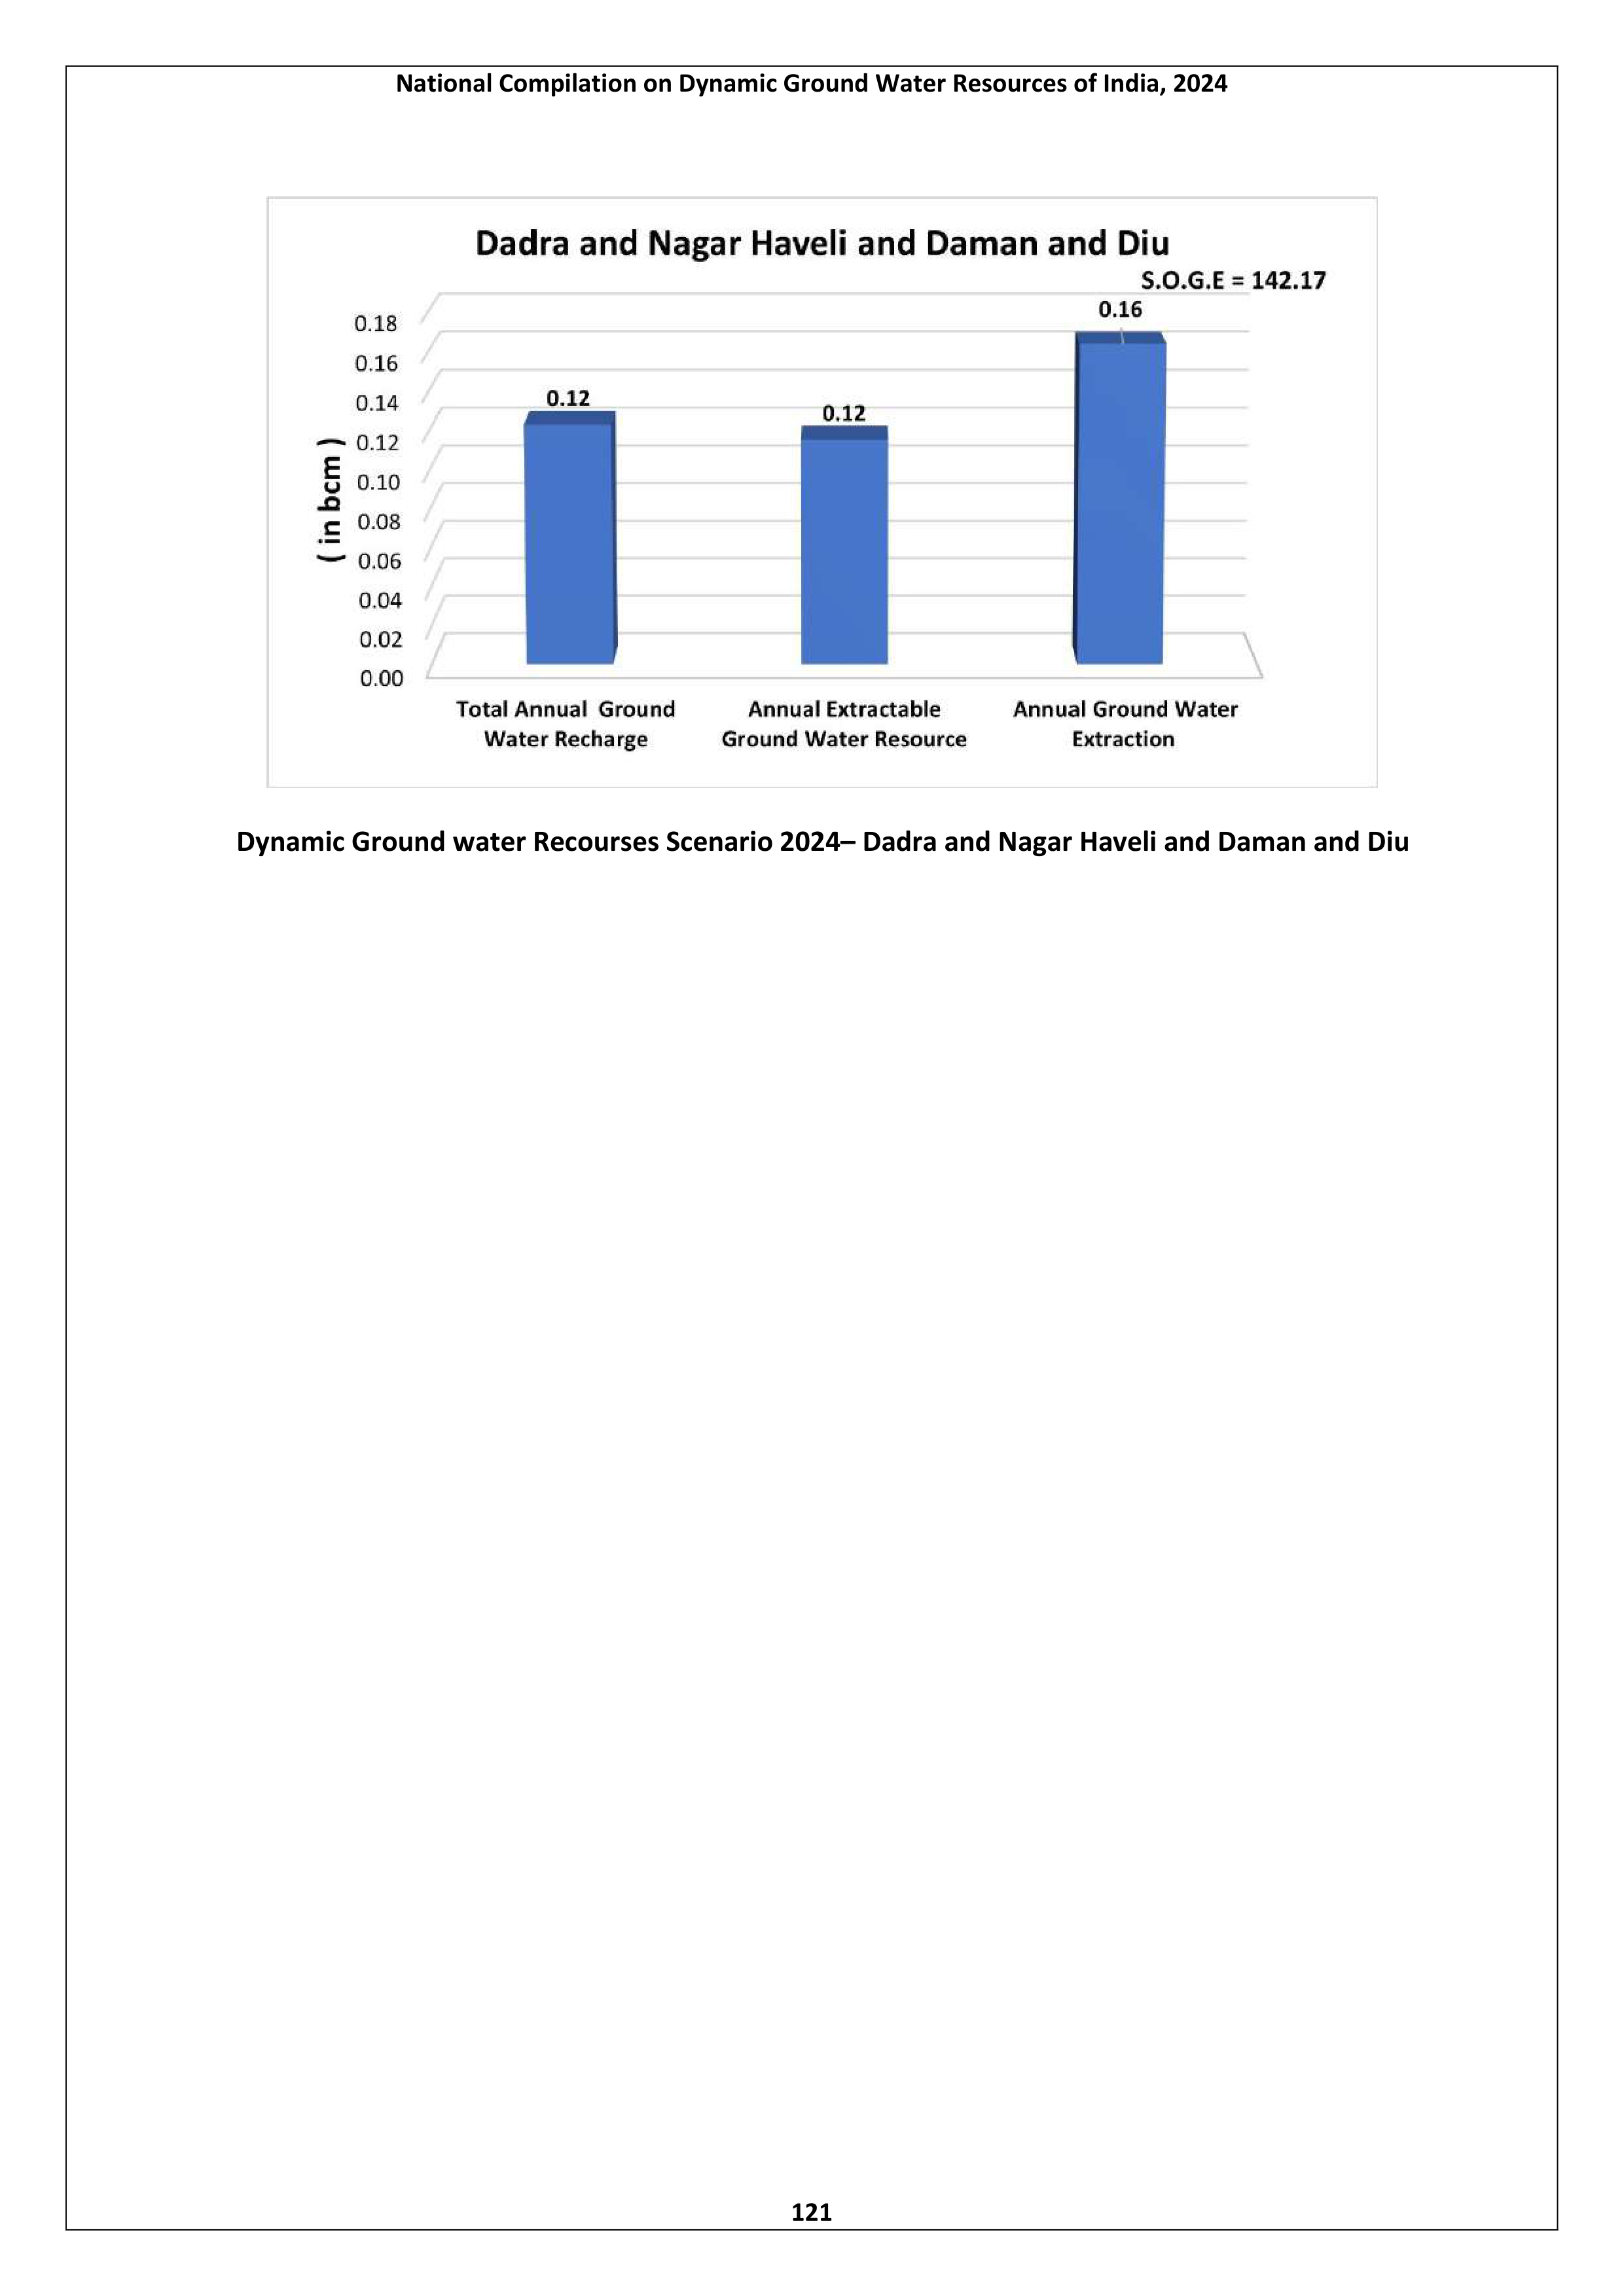 National Compilation on Dynamic Ground Water Resources of India, 2024
Dadra and Nagar Haveli and Daman and Diu
S.O.G.E = 142.17
0.16
0.18
0.16
0.14
0.12
0.10
0.08
0.06
0.04
0.02
0.00
( in bcm )
0.12
0.12
Total Annual Ground
Water Recharge
Annual Extractable
Ground Water Resource
Annual Ground Water
Extraction
Dynamic Ground water Recourses Scenario 2024– Dadra and Nagar Haveli and Daman and Diu
121